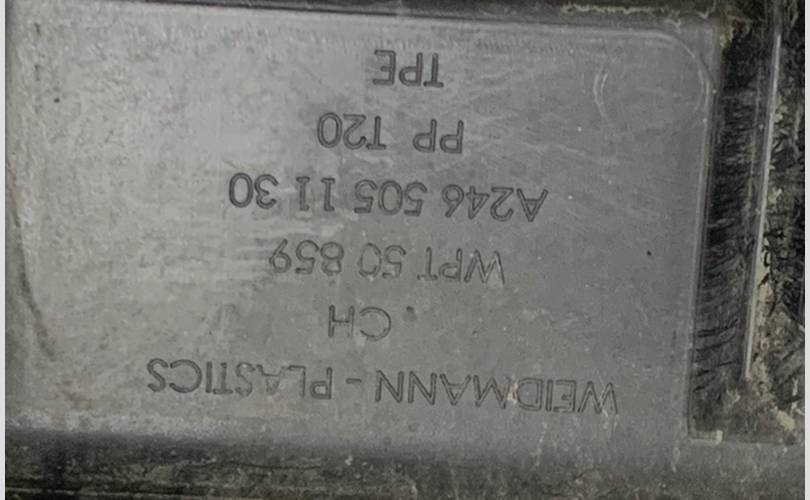 WEIDMANN - PLASTICS
CH
WPT 50 859
A246 505 11 30
PP T20
TPE